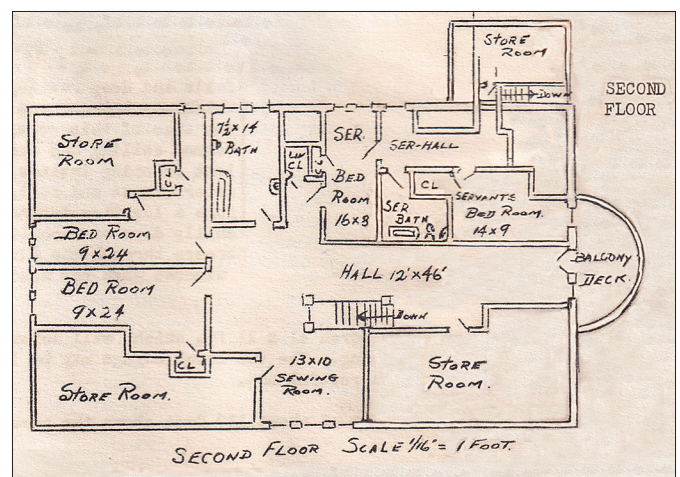 STORE
ROOM
DOWN
SECOND
FLOOR
STORE
ROOM
CL
7½ x 14
BATH
LIN
CL
CL
SER.
BED
ROOM
16 x 8
SER-HALL
CL
SER
BATH
SERVANTS
BED ROOM.
14 x 9
BED ROOM
9 x 24
BED ROOM
9 x 24
HALL 12' x 46'
BALCONY
DECK.
DOWN
CL
STORE ROOM.
13 x 10
SEWING
ROOM.
STORE
ROOM.
SECOND FLOOR SCALE 1/16" = 1 FOOT.